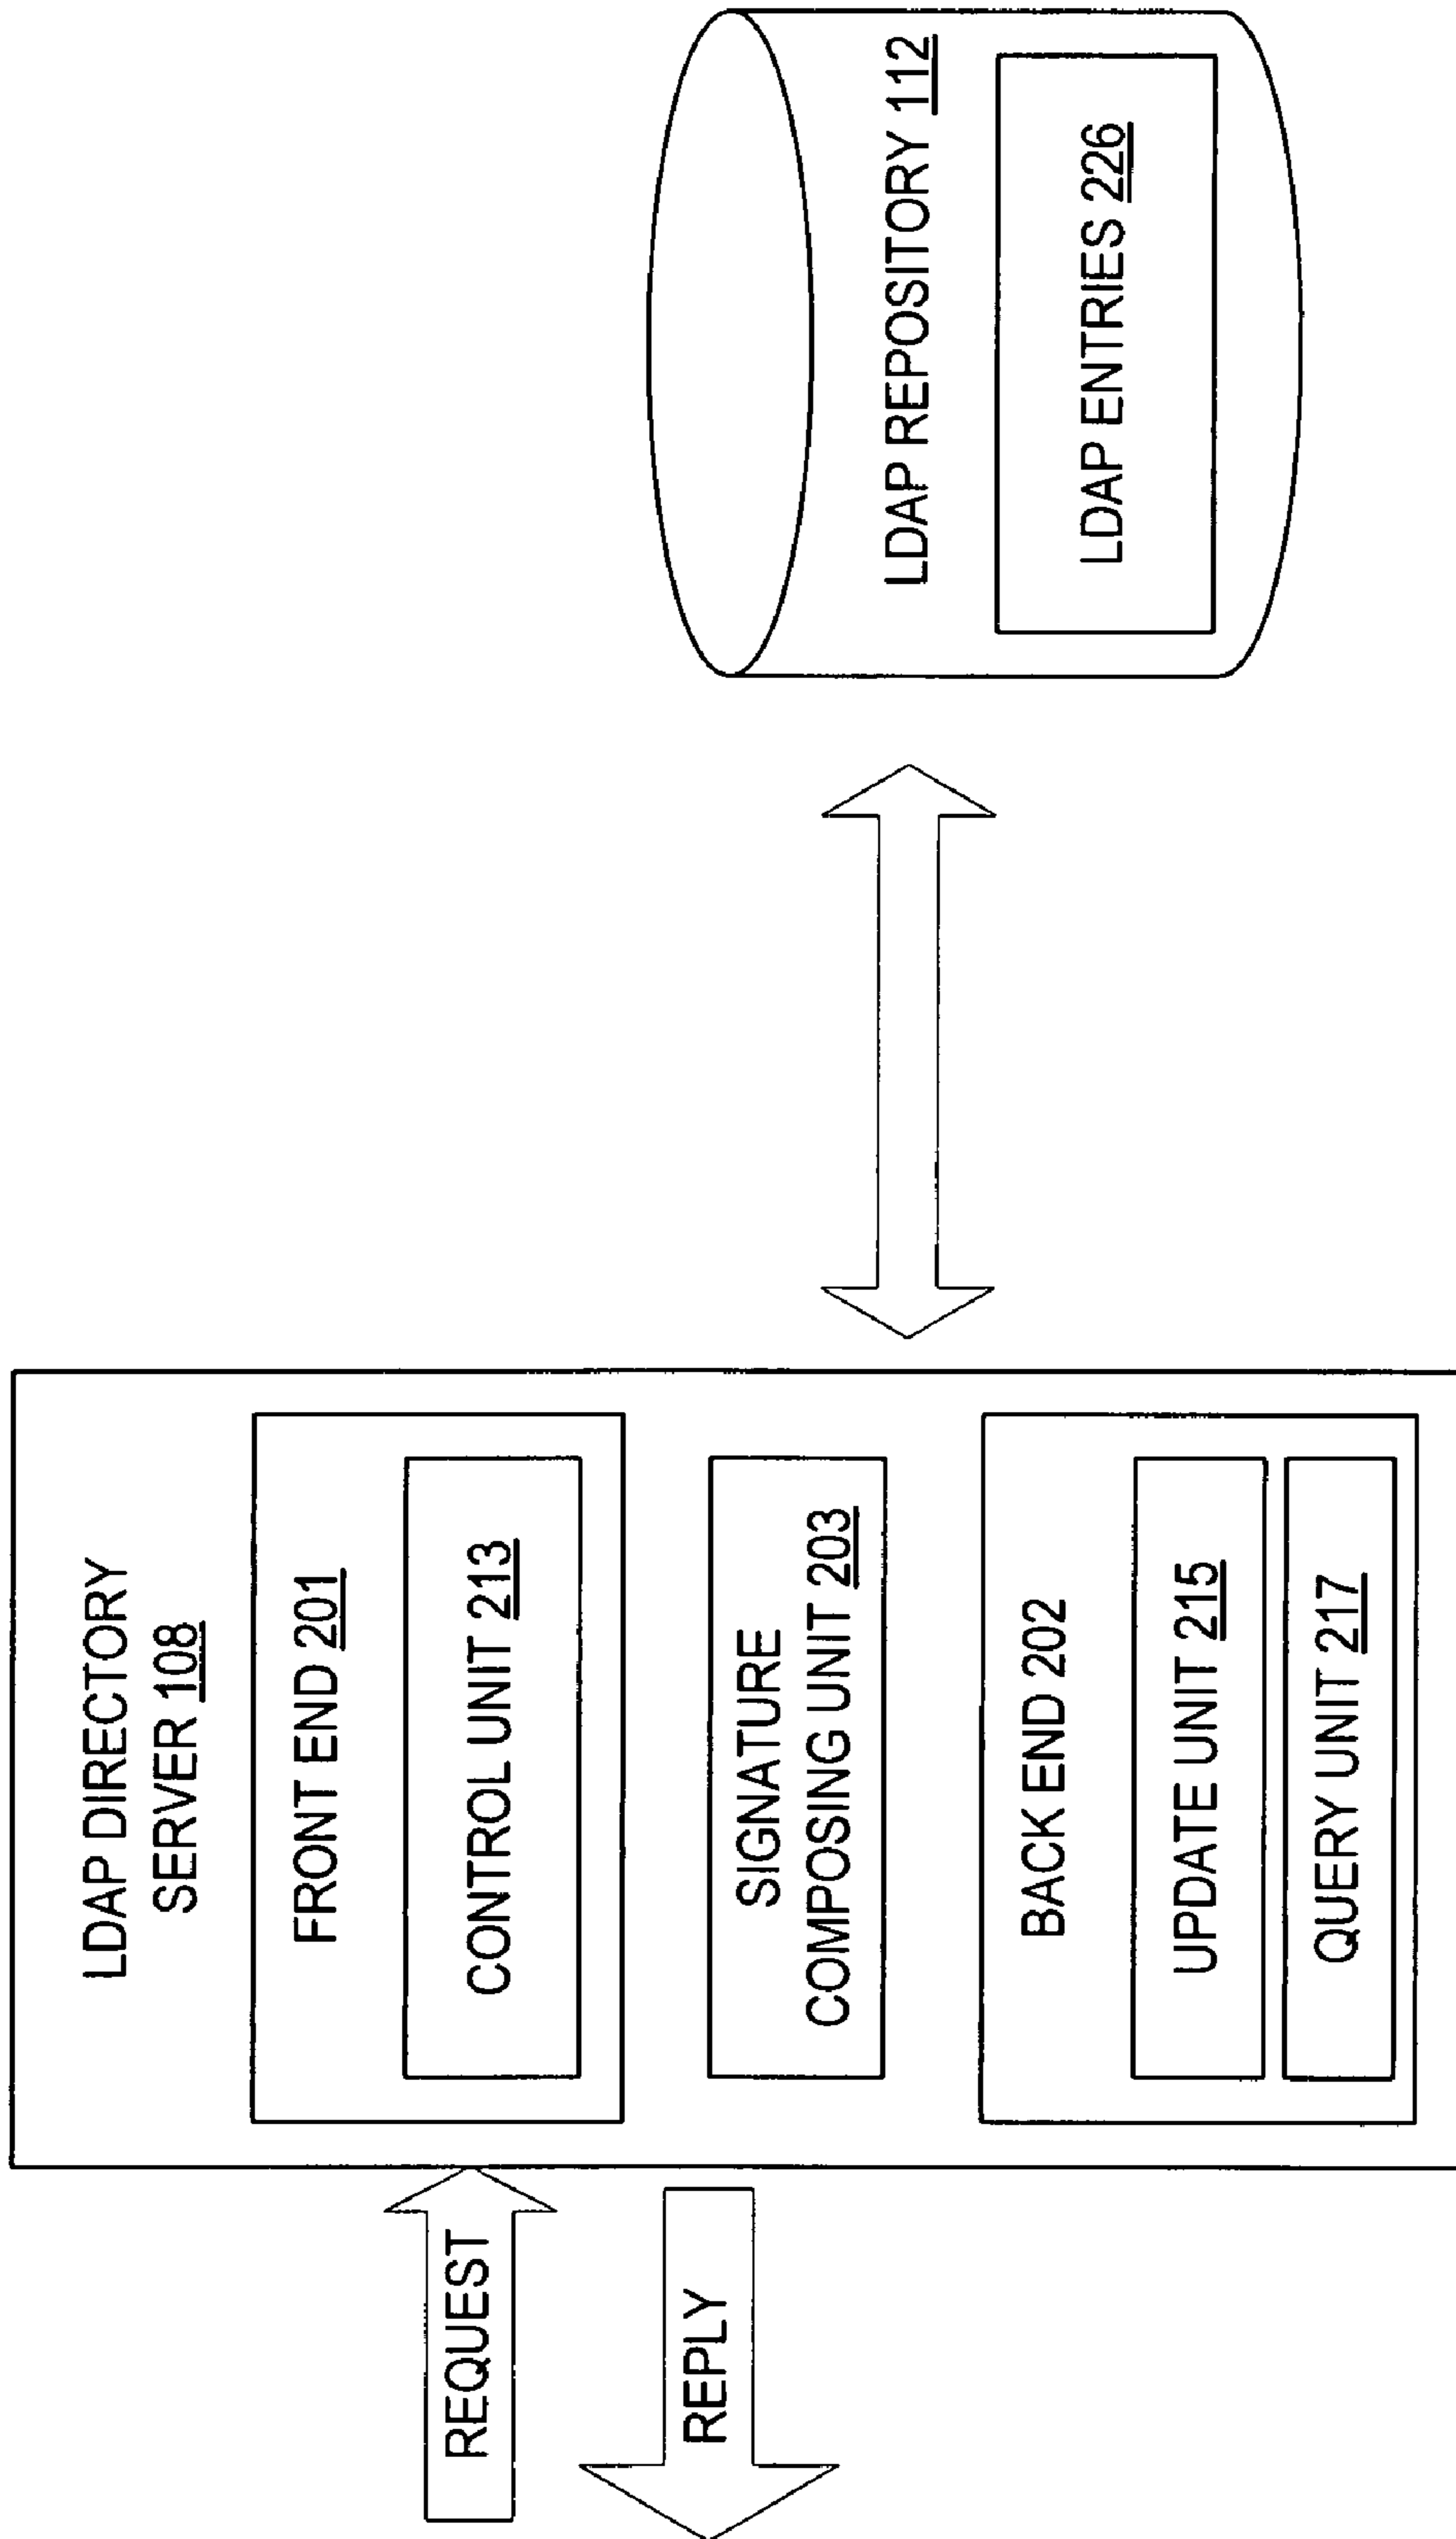 LDAP DIRECTORY
SERVER 108
FRONT END 201
CONTROL UNIT 213
SIGNATURE
COMPOSING UNIT 203
BACK END 202
UPDATE UNIT 215
QUERY UNIT 217
REQUEST
REPLY
LDAP REPOSITORY 112
LDAP ENTRIES 226